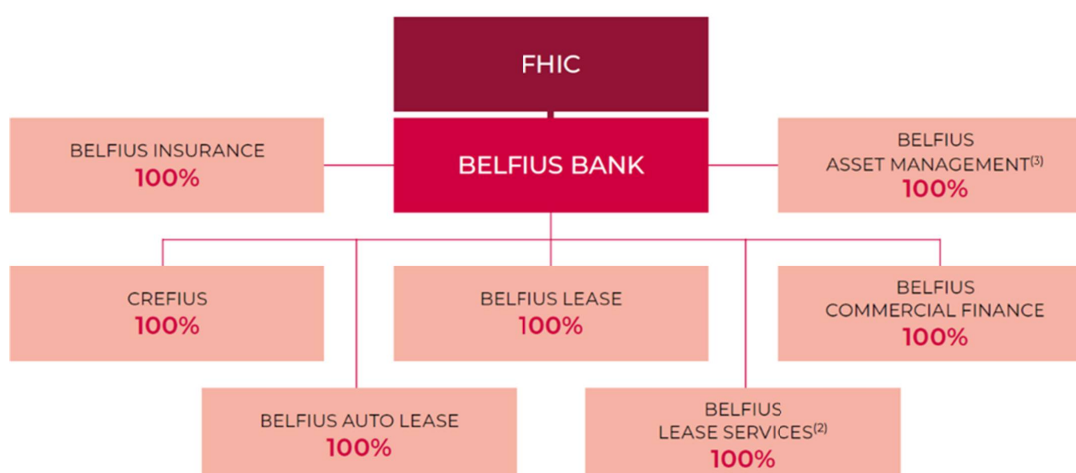 FHIC
BELFIUS INSURANCE
100%
BELFIUS BANK
BELFIUS
ASSET MANAGEMENT(3)
100%
CREFIUS
100%
BELFIUS LEASE
100%
BELFIUS
COMMERCIAL FINANCE
100%
BELFIUS AUTO LEASE
100%
BELFIUS
LEASE SERVICES(2)
100%